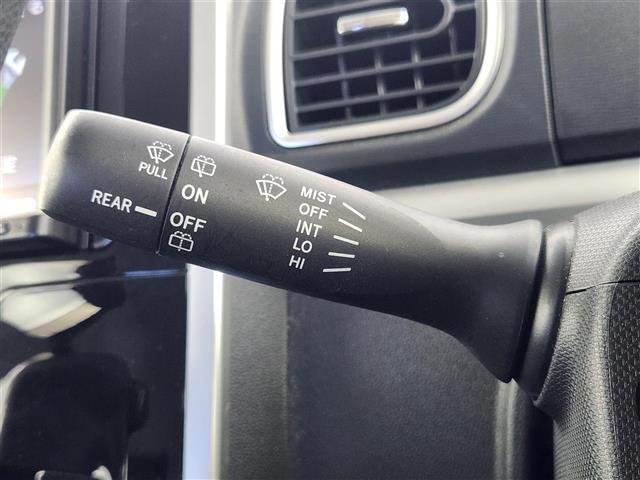 PULL
REAR
ON
OFF
MIST
OFF
INT
LO
HI